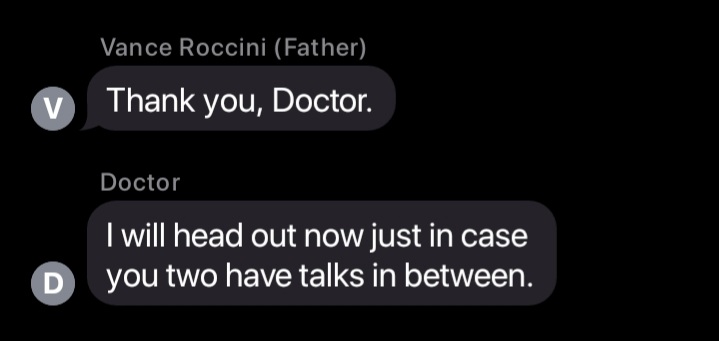 Vance Roccini (Father)
V
Thank you, Doctor.
Doctor
I will head out now just in case
you two have talks in between.
D